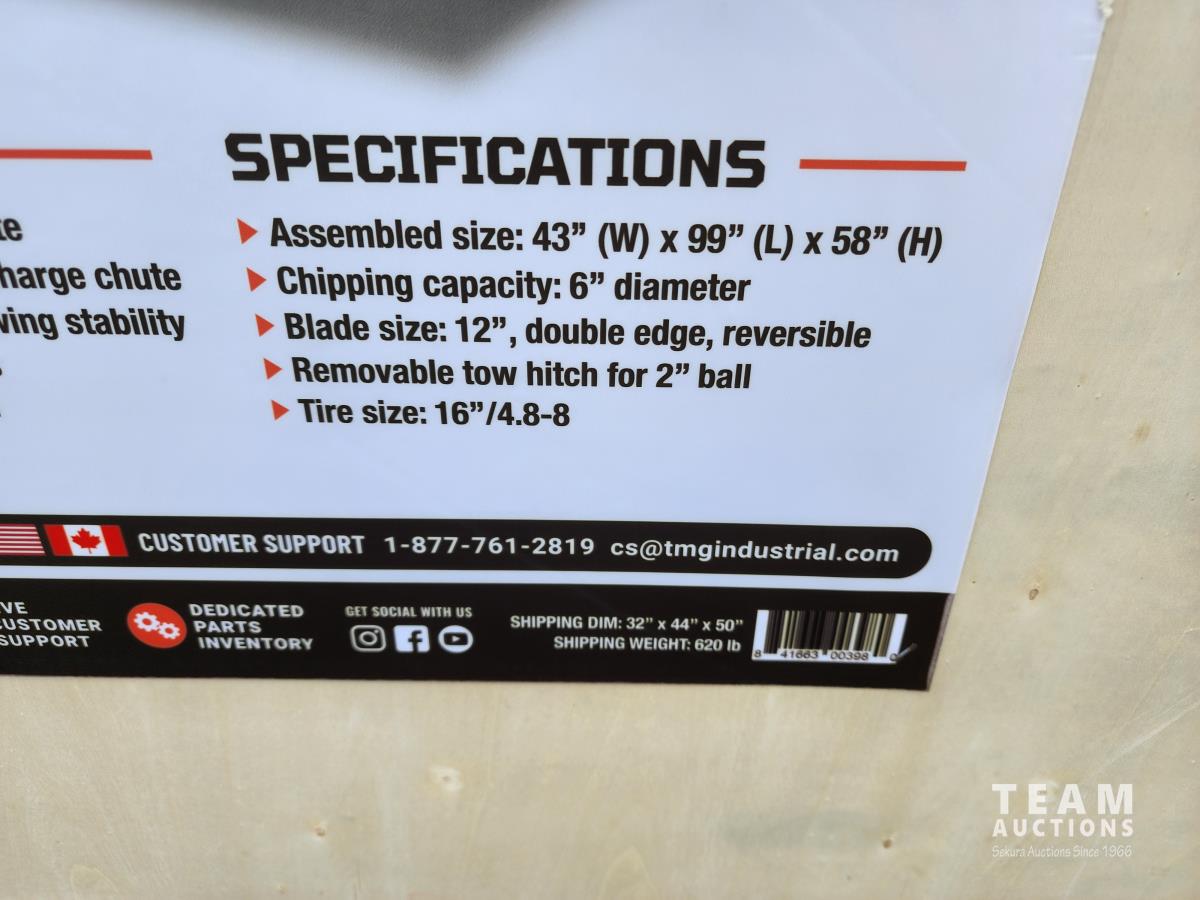 SPECIFICATIONS
Assembled size: 43” (W) x 99” (L) x 58” (H)
Chipping capacity: 6” diameter
Blade size: 12”, double edge, reversible
Removable tow hitch for 2” ball
Tire size: 16”/4.8-8
harge chute
wing stability
CUSTOMER SUPPORT 1-877-761-2819 cs@tmgindustrial.com
VE
CUSTOMER
SUPPORT
DEDICATED
PARTS
INVENTORY
GET SOCIAL WITH US
SHIPPING DIM: 32” x 44” x 50”
SHIPPING WEIGHT: 620 lb
8 41663 00398 0
TEAM
AUCTIONS
Sekura Auctions Since 1966